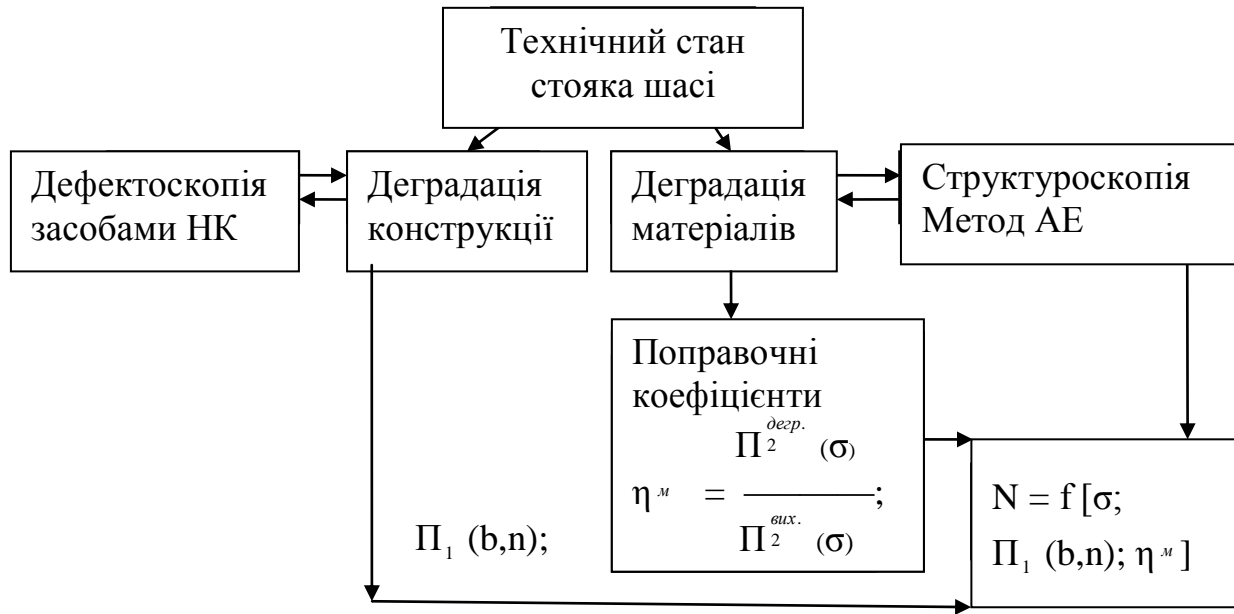 Технічний стан
стояка шасі
Дефектоскопія
засобами НК
Деградація
конструкції
Деградація
матеріалів
Структуроскопія
Метод АЕ
Поправочні
коефіцієнти
П₂ дегр. (σ)
η м = ————;
П₂ вих. (σ)
П₁ (b,n);
N = f [σ;
П₁ (b,n); η м ]